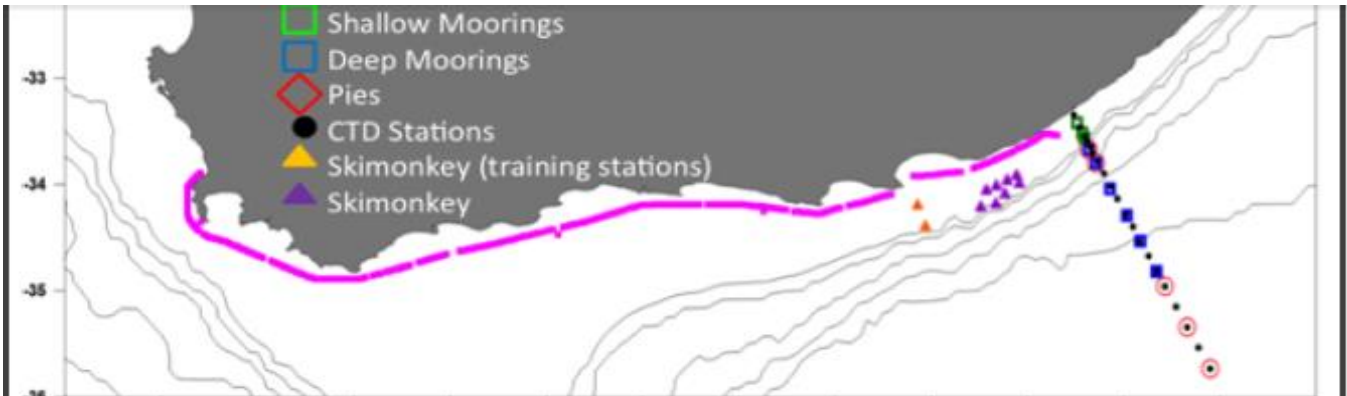 Shallow Moorings
Deep Moorings
-33
Pies
CTD Stations
Skimonkey (training stations)
-34
Skimonkey
-35